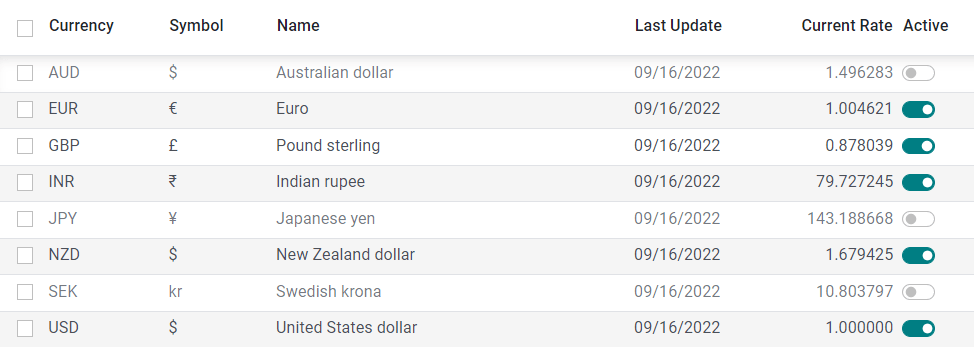 Currency Symbol Name Last Update Current Rate Active
AUD $ Australian dollar 09/16/2022 1.496283
EUR € Euro 09/16/2022 1.004621
GBP £ Pound sterling 09/16/2022 0.878039
INR ₹ Indian rupee 09/16/2022 79.727245
JPY ¥ Japanese yen 09/16/2022 143.188668
NZD $ New Zealand dollar 09/16/2022 1.679425
SEK kr Swedish krona 09/16/2022 10.803797
USD $ United States dollar 09/16/2022 1.000000